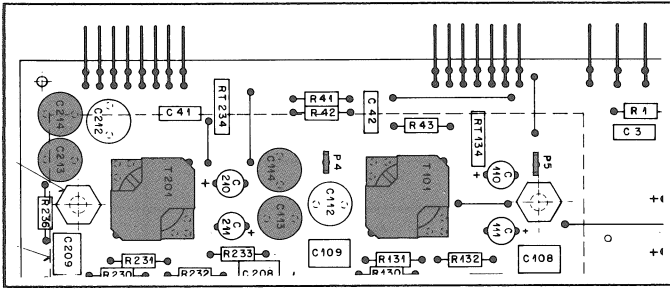 C214
C212
C41
RT234
R41
R42
C42
R43
RT134
R1
C3
C213
T201
+
C210
C114
P4
T101
+
C110
P5
R236
C211
+
C113
C112
C111
+
+C
C209
R231
R233
C109
R131
R132
C108
+C
R230
R232
C208
R130